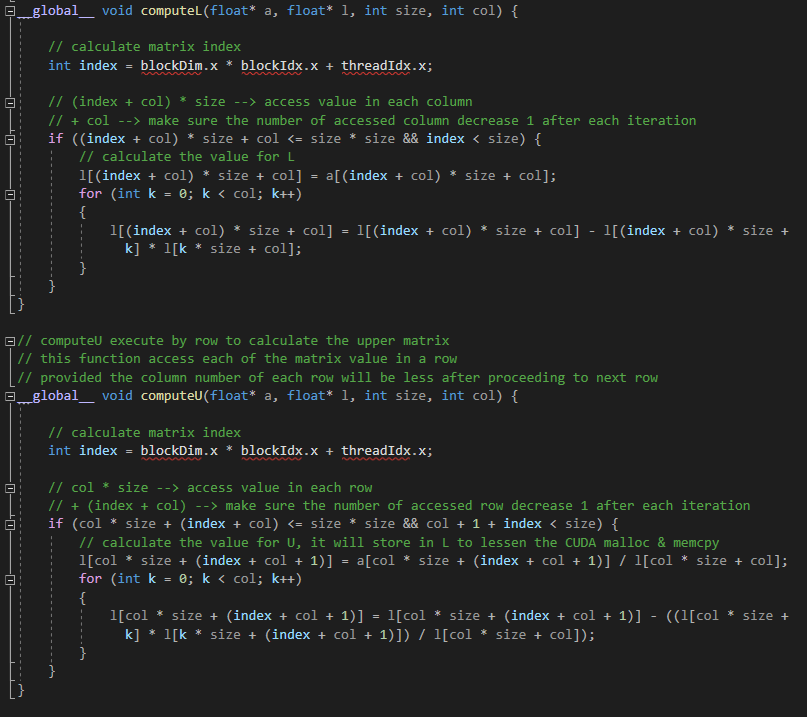 __global__ void computeL(float* a, float* l, int size, int col) {
// calculate matrix index
int index = blockDim.x * blockIdx.x + threadIdx.x;
// (index + col) * size --> access value in each column
// + col --> make sure the number of accessed column decrease 1 after each iteration
if ((index + col) * size + col <= size * size && index < size) {
// calculate the value for L
l[(index + col) * size + col] = a[(index + col) * size + col];
for (int k = 0; k < col; k++)
{
l[(index + col) * size + col] = l[(index + col) * size + col] - l[(index + col) * size +
k] * l[k * size + col];
}
}
}
// computeU execute by row to calculate the upper matrix
// this function access each of the matrix value in a row
// provided the column number of each row will be less after proceeding to next row
__global__ void computeU(float* a, float* l, int size, int col) {
// calculate matrix index
int index = blockDim.x * blockIdx.x + threadIdx.x;
// col * size --> access value in each row
// + (index + col) --> make sure the number of accessed row decrease 1 after each iteration
if (col * size + (index + col) <= size * size && col + 1 + index < size) {
// calculate the value for U, it will store in L to lessen the CUDA malloc & memcpy
l[col * size + (index + col + 1)] = a[col * size + (index + col + 1)] / l[col * size + col];
for (int k = 0; k < col; k++)
{
l[col * size + (index + col + 1)] = l[col * size + (index + col + 1)] - ((l[col * size +
k] * l[k * size + (index + col + 1)]) / l[col * size + col]);
}
}
}